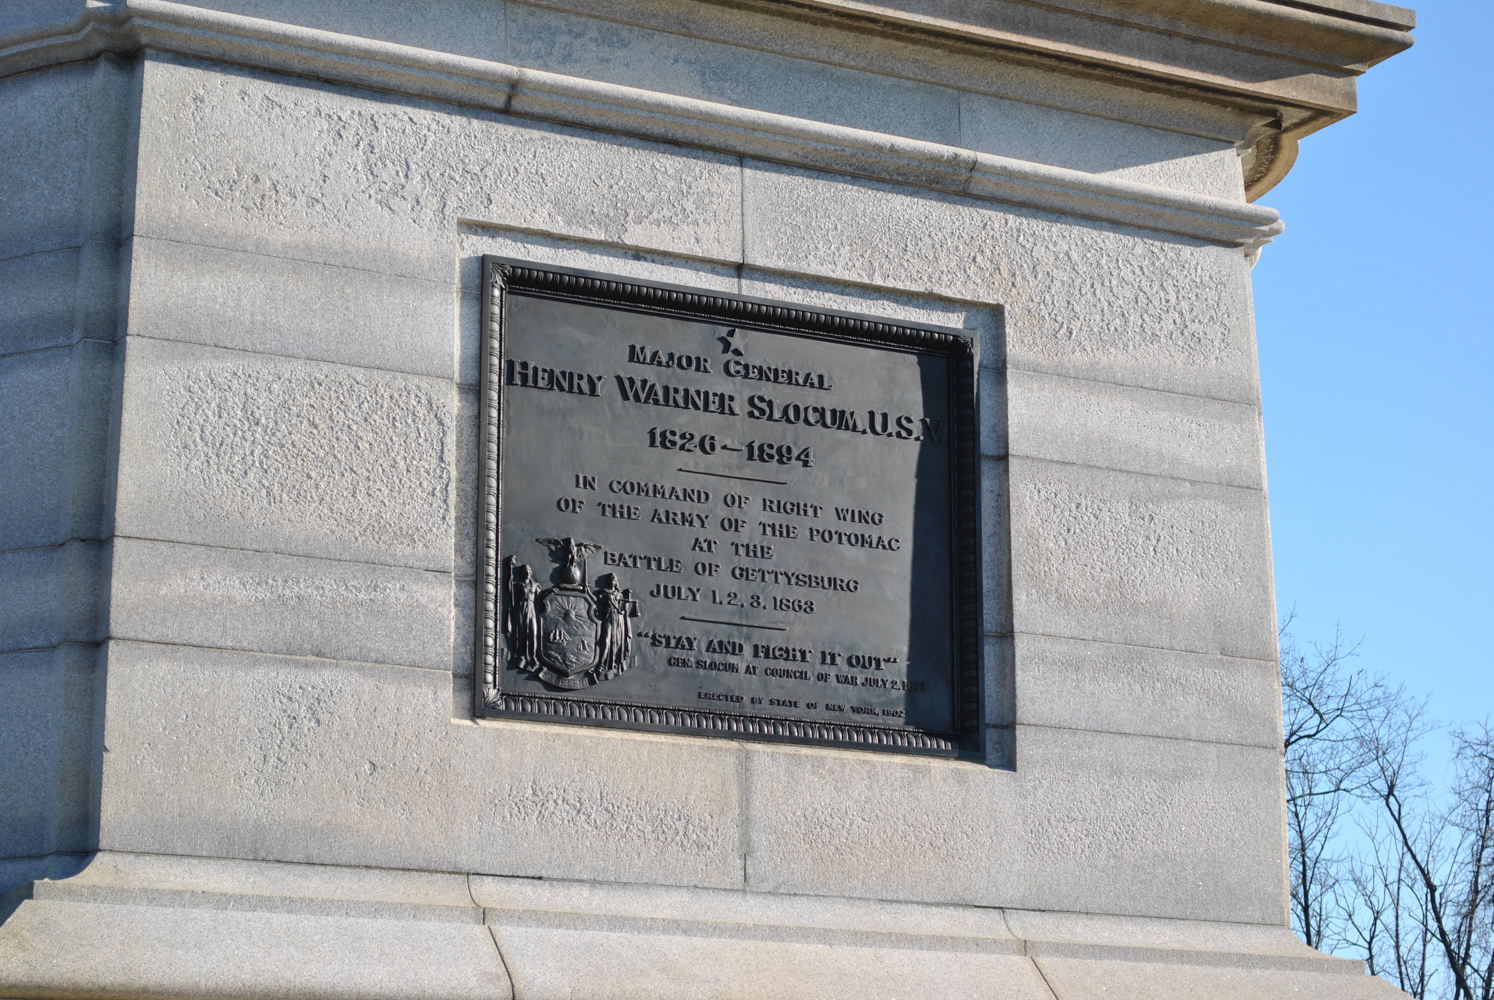 MAJOR GENERAL
HENRY WARNER SLOCUM, U.S.V.
1826–1894
IN COMMAND OF RIGHT WING
OF THE ARMY OF THE POTOMAC
AT THE
BATTLE OF GETTYSBURG
JULY 1. 2. 3. 1863
"STAY AND FIGHT IT OUT"
GEN. SLOCUM AT COUNCIL OF WAR JULY 2, 1863
ERECTED BY STATE OF NEW YORK, 1902